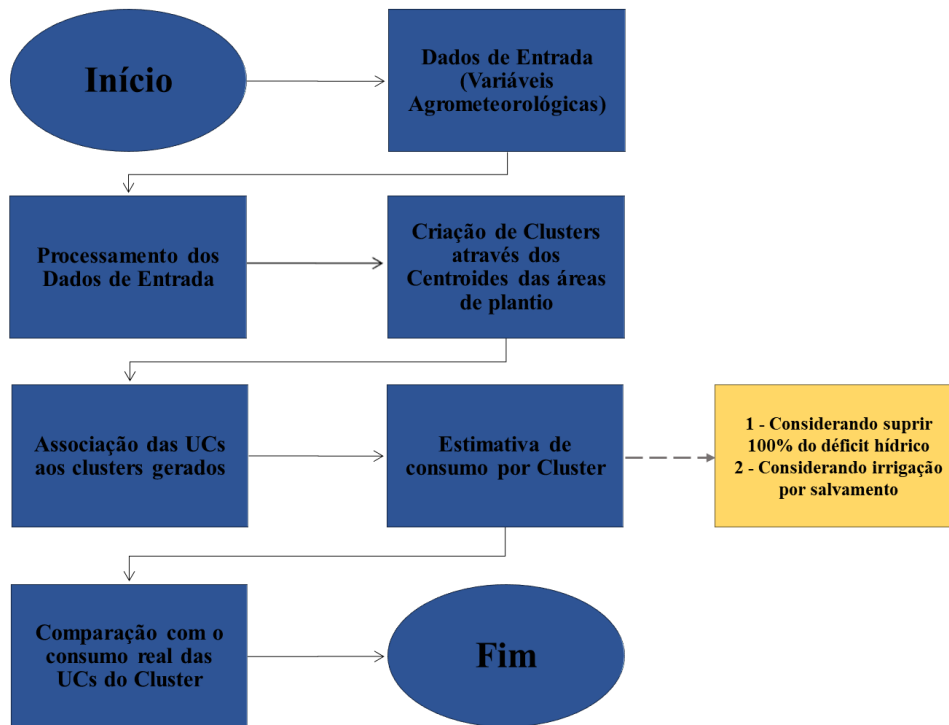 Início
Dados de Entrada
(Variáveis
Agrometeorológicas)
Processamento dos
Dados de Entrada
Criação de Clusters
através dos
Centroides das áreas
de plantio
Associação das UCs
aos clusters gerados
Estimativa de
consumo por Cluster
1 - Considerando suprir
100% do déficit hídrico
2 - Considerando irrigação
por salvamento
Comparação com o
consumo real das
UCs do Cluster
Fim